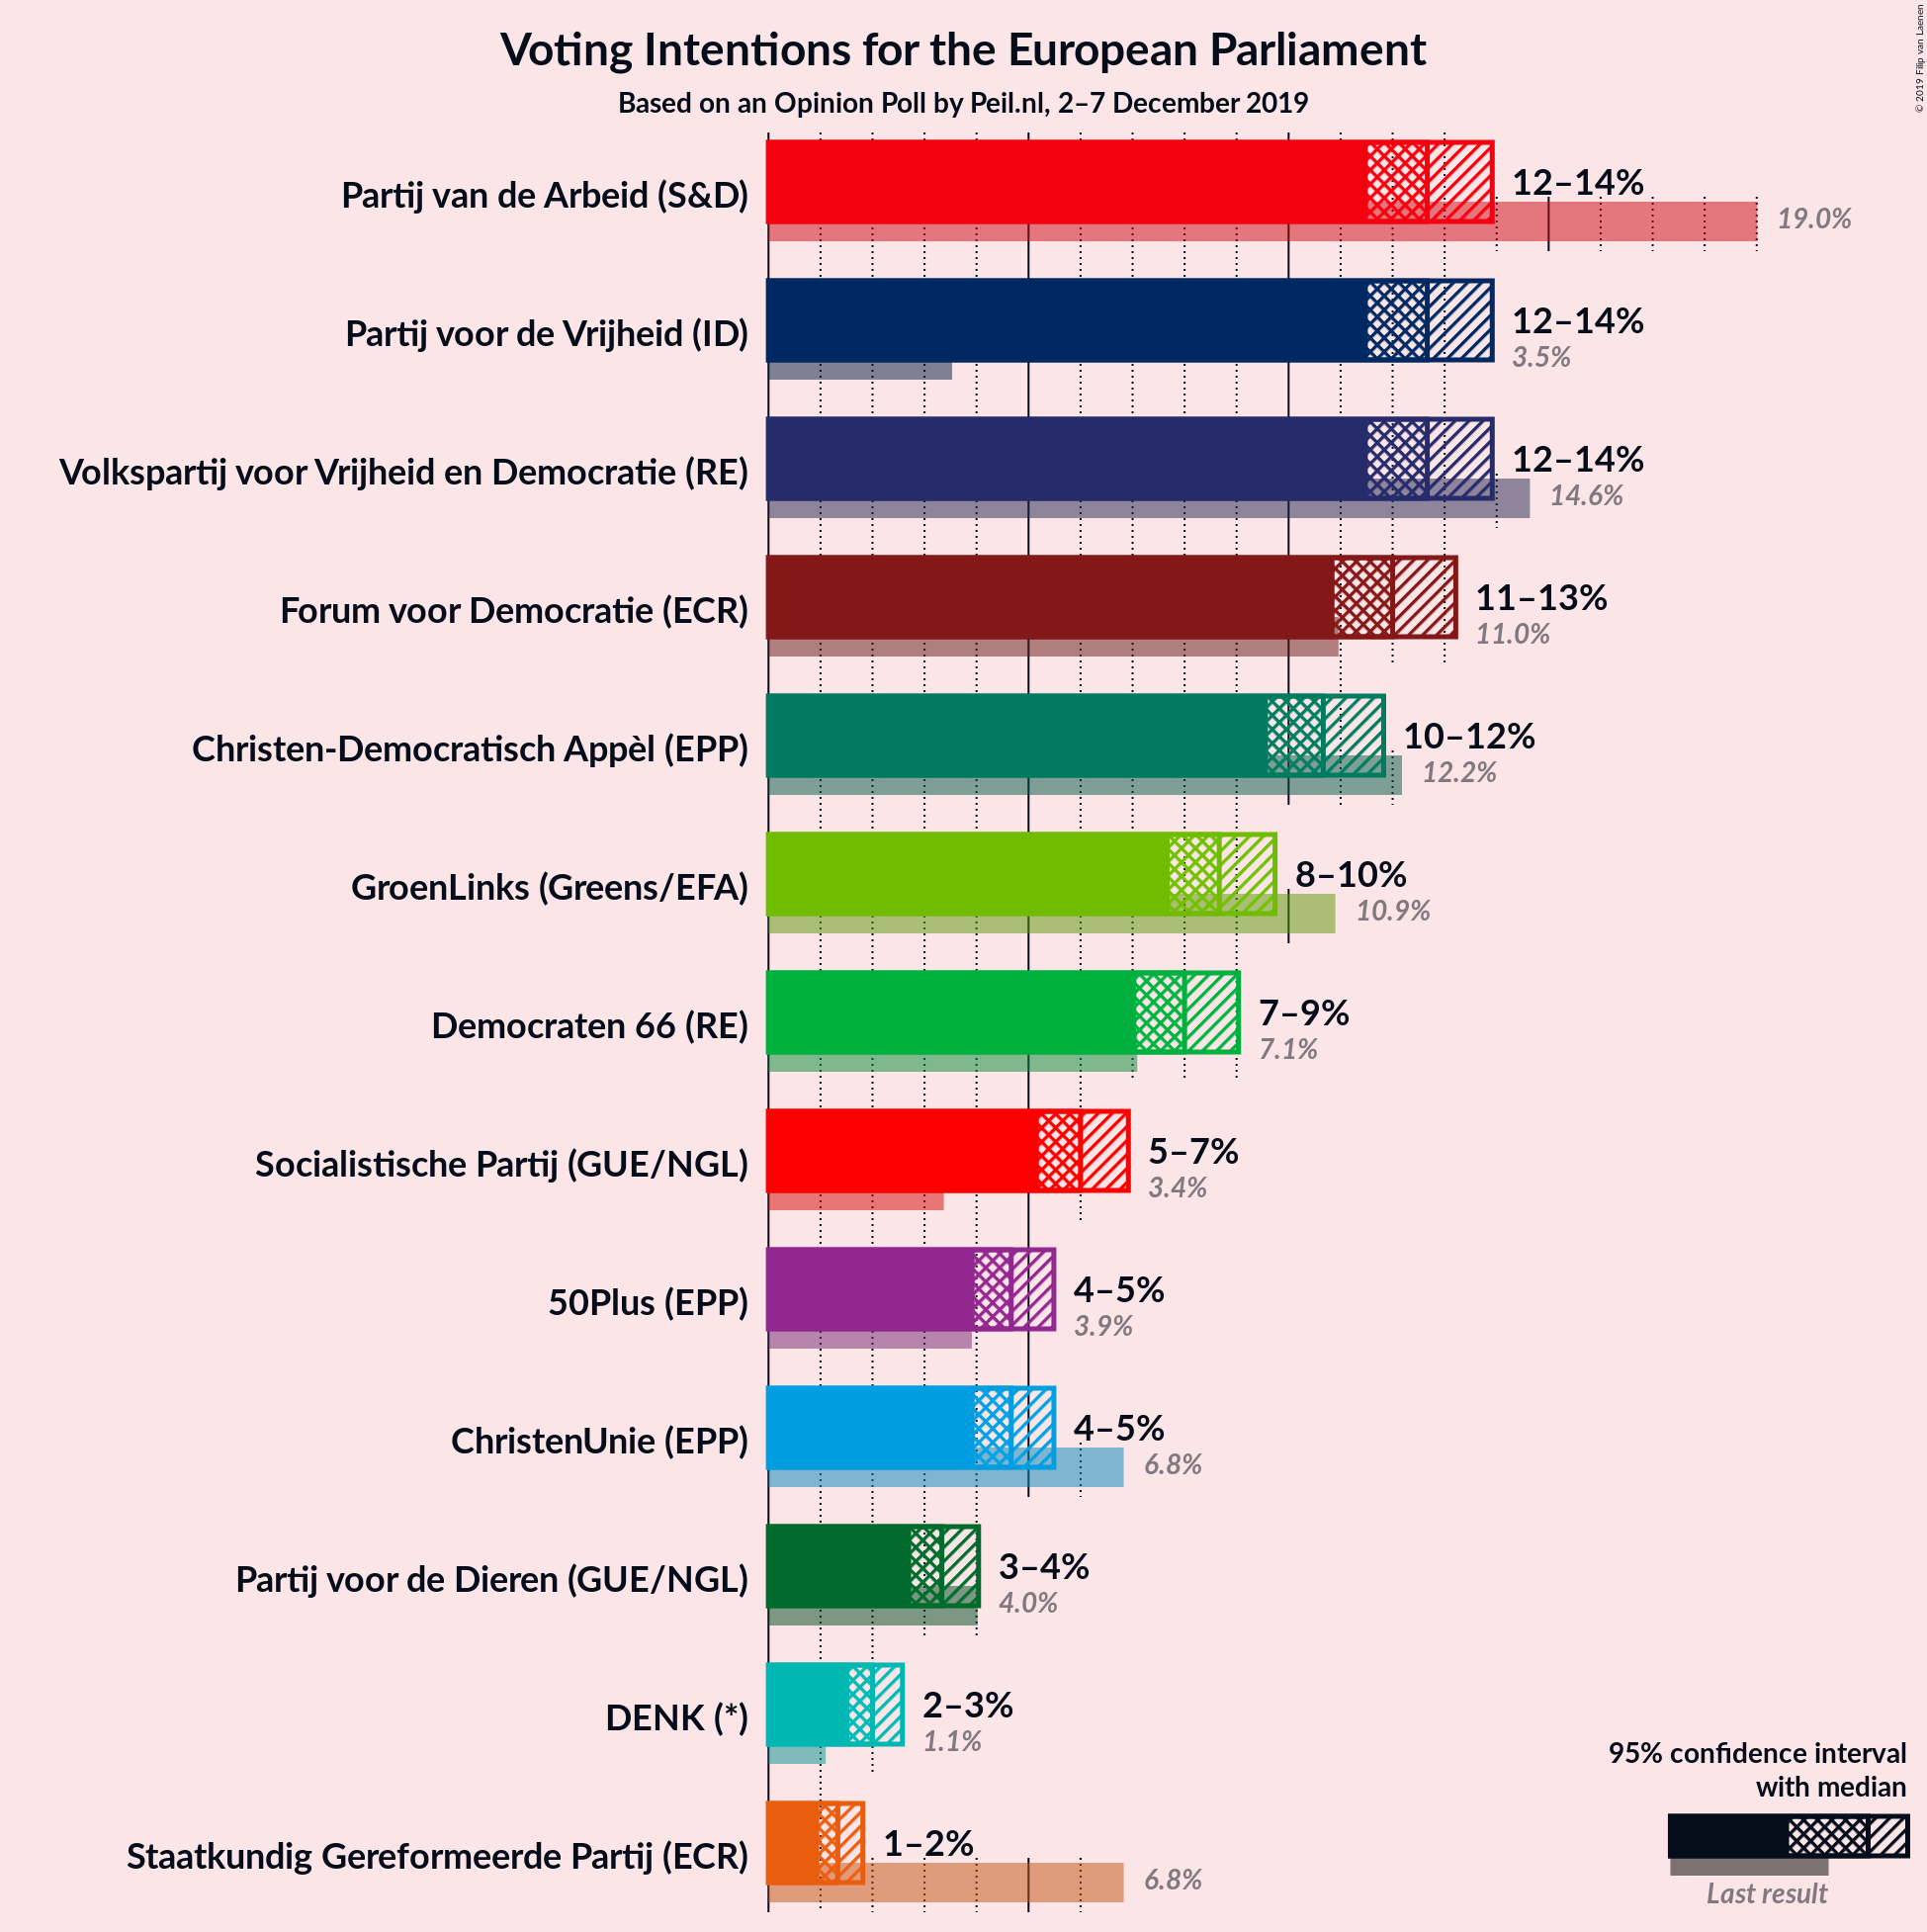 Voting Intentions for the European Parliament
Based on an Opinion Poll by Peil.nl, 2–7 December 2019
© 2019 Filip van Laenen
Partij van de Arbeid (S&D)
12–14%
19.0%
Partij voor de Vrijheid (ID)
12–14%
3.5%
Volkspartij voor Vrijheid en Democratie (RE)
12–14%
14.6%
Forum voor Democratie (ECR)
11–13%
11.0%
Christen-Democratisch Appèl (EPP)
10–12%
12.2%
GroenLinks (Greens/EFA)
8–10%
10.9%
Democraten 66 (RE)
7–9%
7.1%
Socialistische Partij (GUE/NGL)
5–7%
3.4%
50Plus (EPP)
4–5%
3.9%
ChristenUnie (EPP)
4–5%
6.8%
Partij voor de Dieren (GUE/NGL)
3–4%
4.0%
DENK (*)
2–3%
1.1%
Staatkundig Gereformeerde Partij (ECR)
1–2%
6.8%
95% confidence interval
with median
Last result